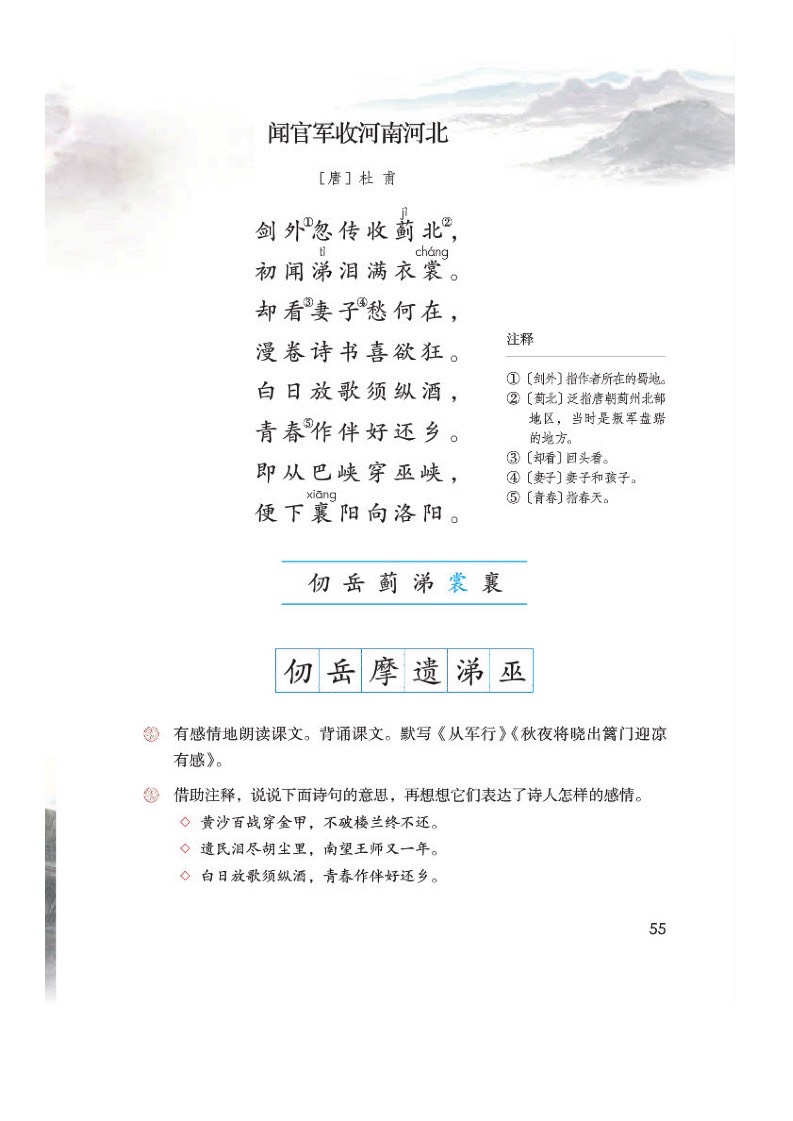 闻官军收河南河北
［唐］杜 甫
jì
剑外①忽传收蓟北②，
tì cháng
初闻涕泪满衣裳。
却看③妻子④愁何在，
漫卷诗书喜欲狂。
白日放歌须纵酒，
青春⑤作伴好还乡。
即从巴峡穿巫峡，
xiāng
便下襄阳向洛阳。
注释
①〔剑外〕指作者所在的蜀地。
②〔蓟北〕泛指唐朝蓟州北部
地区，当时是叛军盘踞
的地方。
③〔却看〕回头看。
④〔妻子〕妻子和孩子。
⑤〔青春〕指春天。
仞 岳 蓟 涕 裳 襄
仞 岳 摩 遗 涕 巫
有感情地朗读课文。背诵课文。默写《从军行》《秋夜将晓出篱门迎凉
有感》。
借助注释，说说下面诗句的意思，再想想它们表达了诗人怎样的感情。
◇ 黄沙百战穿金甲，不破楼兰终不还。
◇ 遗民泪尽胡尘里，南望王师又一年。
◇ 白日放歌须纵酒，青春作伴好还乡。
55